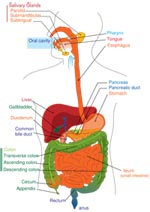 Salivary Glands
Parotid
Submandibular
Sublingual
Oral cavity
Pharynx
Tongue
Esophagus
Pancreas
Pancreatic duct
Stomach
Liver
Gallbladder
Duodenum
Common
bile duct
Colon
Transverse colon
Ascending colon
Descending colon
Cecum
Appendix
Ileum
(small intestine)
Rectum
anus